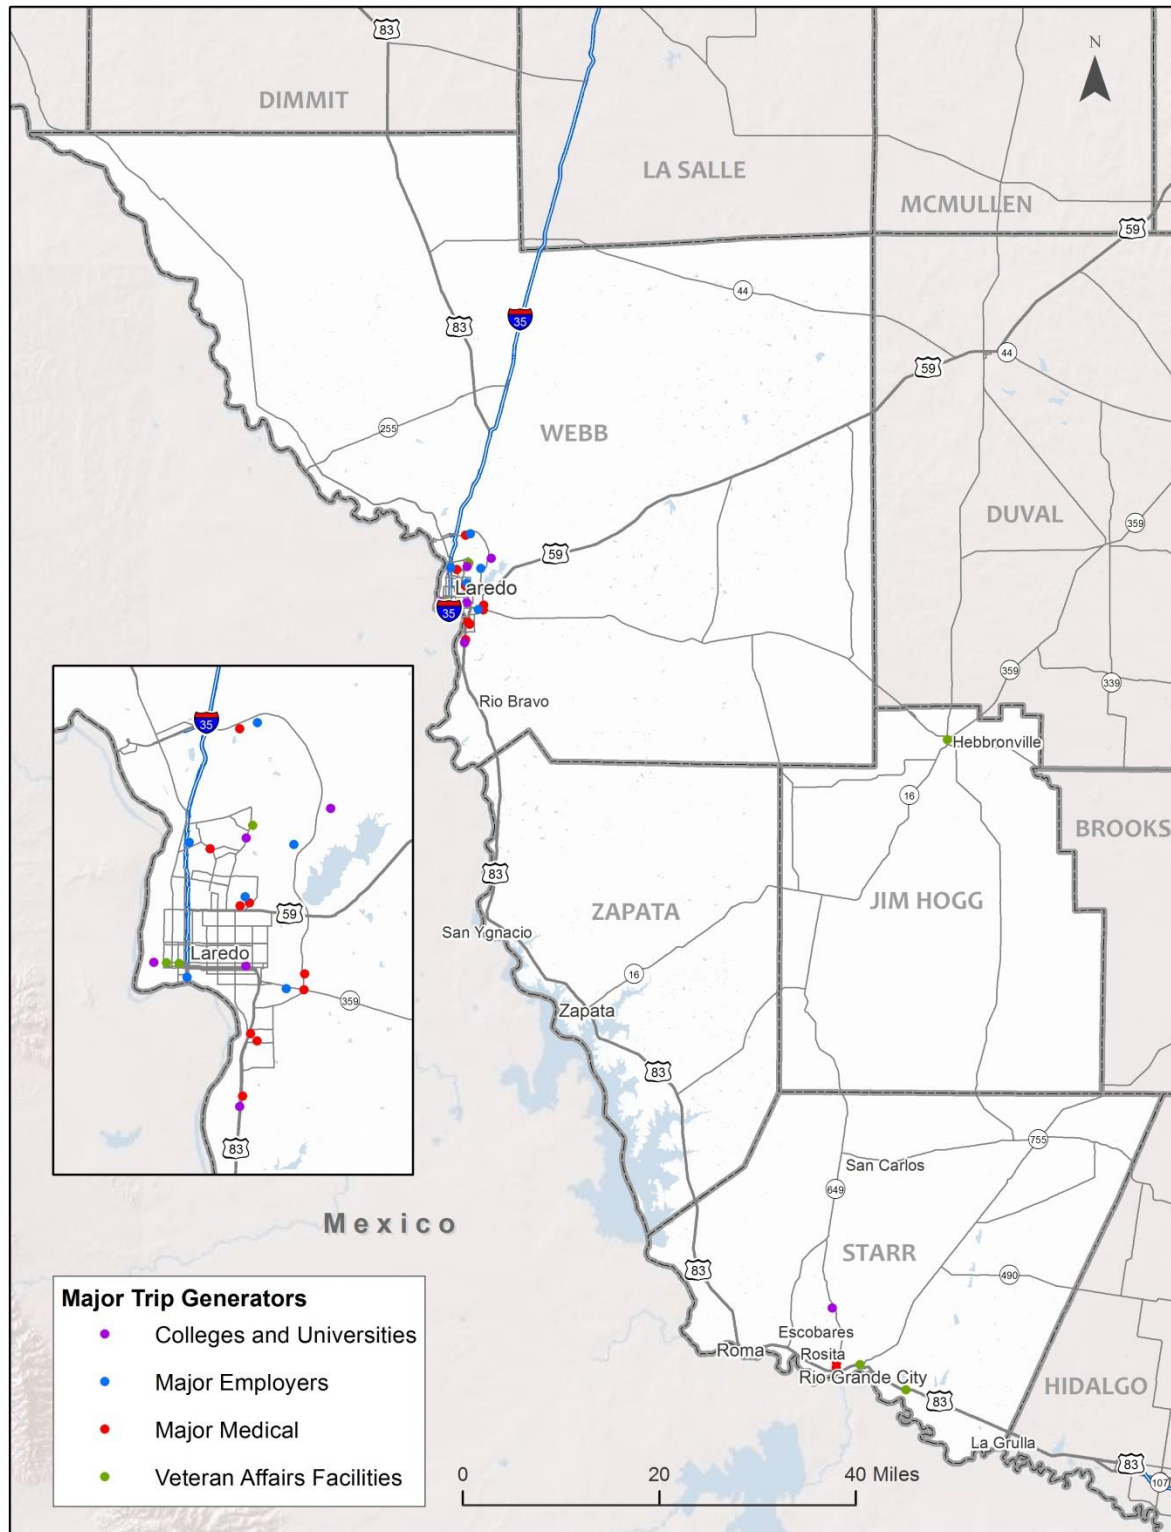 83
N
DIMMIT
LA SALLE
MCMULLEN
59
44
83
35
44
59
255
WEBB
DUVAL
359
59
Laredo
35
359
339
Rio Bravo
Hebbronville
16
BROOKS
83
ZAPATA
JIM HOGG
San Ygnacio
16
Zapata
83
755
San Carlos
649
STARR
83
490
Escobares
Roma
Rosita
Rio Grande City
HIDALGO
83
La Grulla
83
107
35
59
Laredo
359
83
Mexico
Major Trip Generators
Colleges and Universities
Major Employers
Major Medical
Veteran Affairs Facilities
0 20 40 Miles